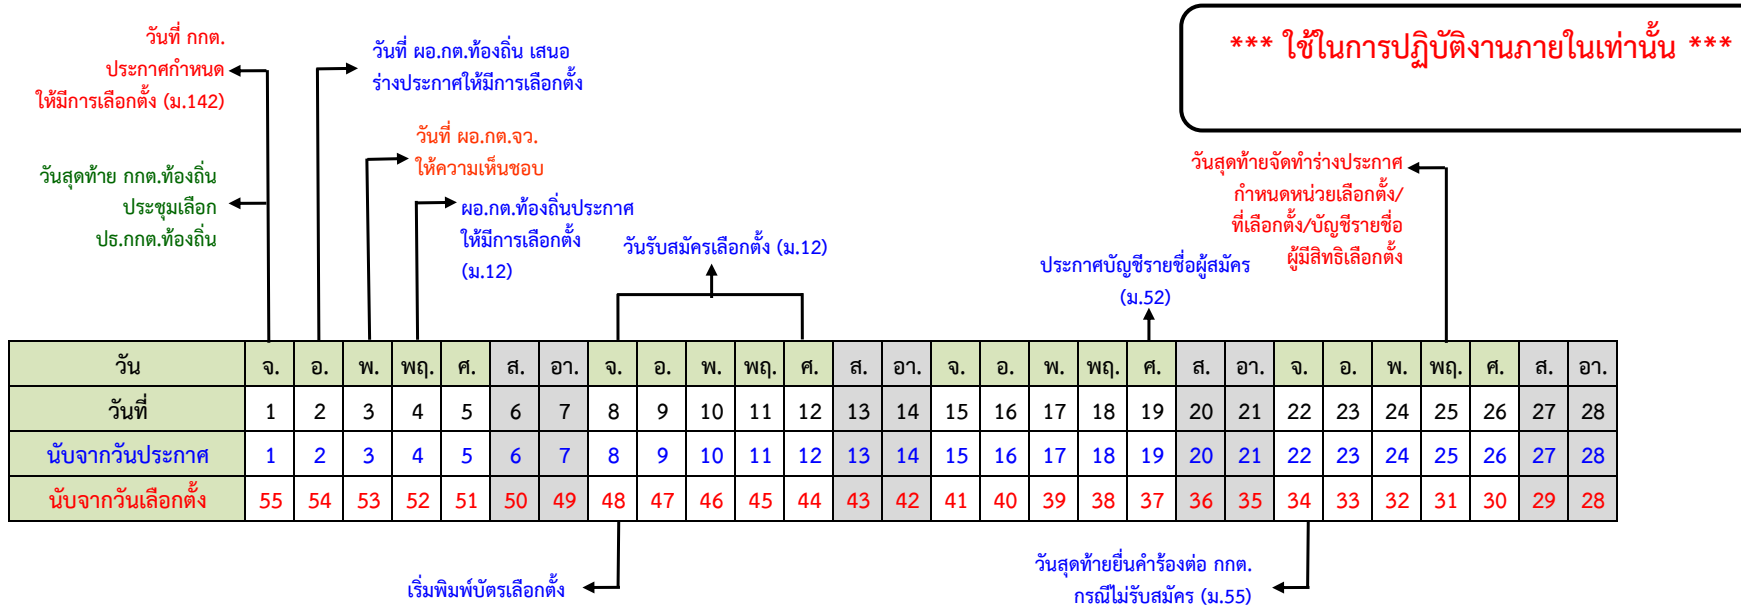 *** ใช้ในการปฏิบัติงานภายในเท่านั้น ***
วันที่ กกต.
ประกาศกำหนด
ให้มีการเลือกตั้ง (ม.142)
วันที่ ผอ.กต.ท้องถิ่น เสนอ
ร่างประกาศให้มีการเลือกตั้ง
วันที่ ผอ.กต.จว.
ให้ความเห็นชอบ
วันสุดท้าย กกต.ท้องถิ่น
ประชุมเลือก
ปธ.กกต.ท้องถิ่น
ผอ.กต.ท้องถิ่นประกาศ
ให้มีการเลือกตั้ง
(ม.12)
วันรับสมัครเลือกตั้ง (ม.12)
ประกาศบัญชีรายชื่อผู้สมัคร
(ม.52)
วันสุดท้ายจัดทำร่างประกาศ
กำหนดหน่วยเลือกตั้ง/
ที่เลือกตั้ง/บัญชีรายชื่อ
ผู้มีสิทธิเลือกตั้ง
วัน จ. อ. พ. พฤ. ศ. ส. อา. จ. อ. พ. พฤ. ศ. ส. อา. จ. อ. พ. พฤ. ศ. ส. อา. จ. อ. พ. พฤ. ศ. ส. อา.
วันที่ 1 2 3 4 5 6 7 8 9 10 11 12 13 14 15 16 17 18 19 20 21 22 23 24 25 26 27 28
นับจากวันประกาศ 1 2 3 4 5 6 7 8 9 10 11 12 13 14 15 16 17 18 19 20 21 22 23 24 25 26 27 28
นับจากวันเลือกตั้ง 55 54 53 52 51 50 49 48 47 46 45 44 43 42 41 40 39 38 37 36 35 34 33 32 31 30 29 28
เริ่มพิมพ์บัตรเลือกตั้ง
วันสุดท้ายยื่นคำร้องต่อ กกต.
กรณีไม่รับสมัคร (ม.55)